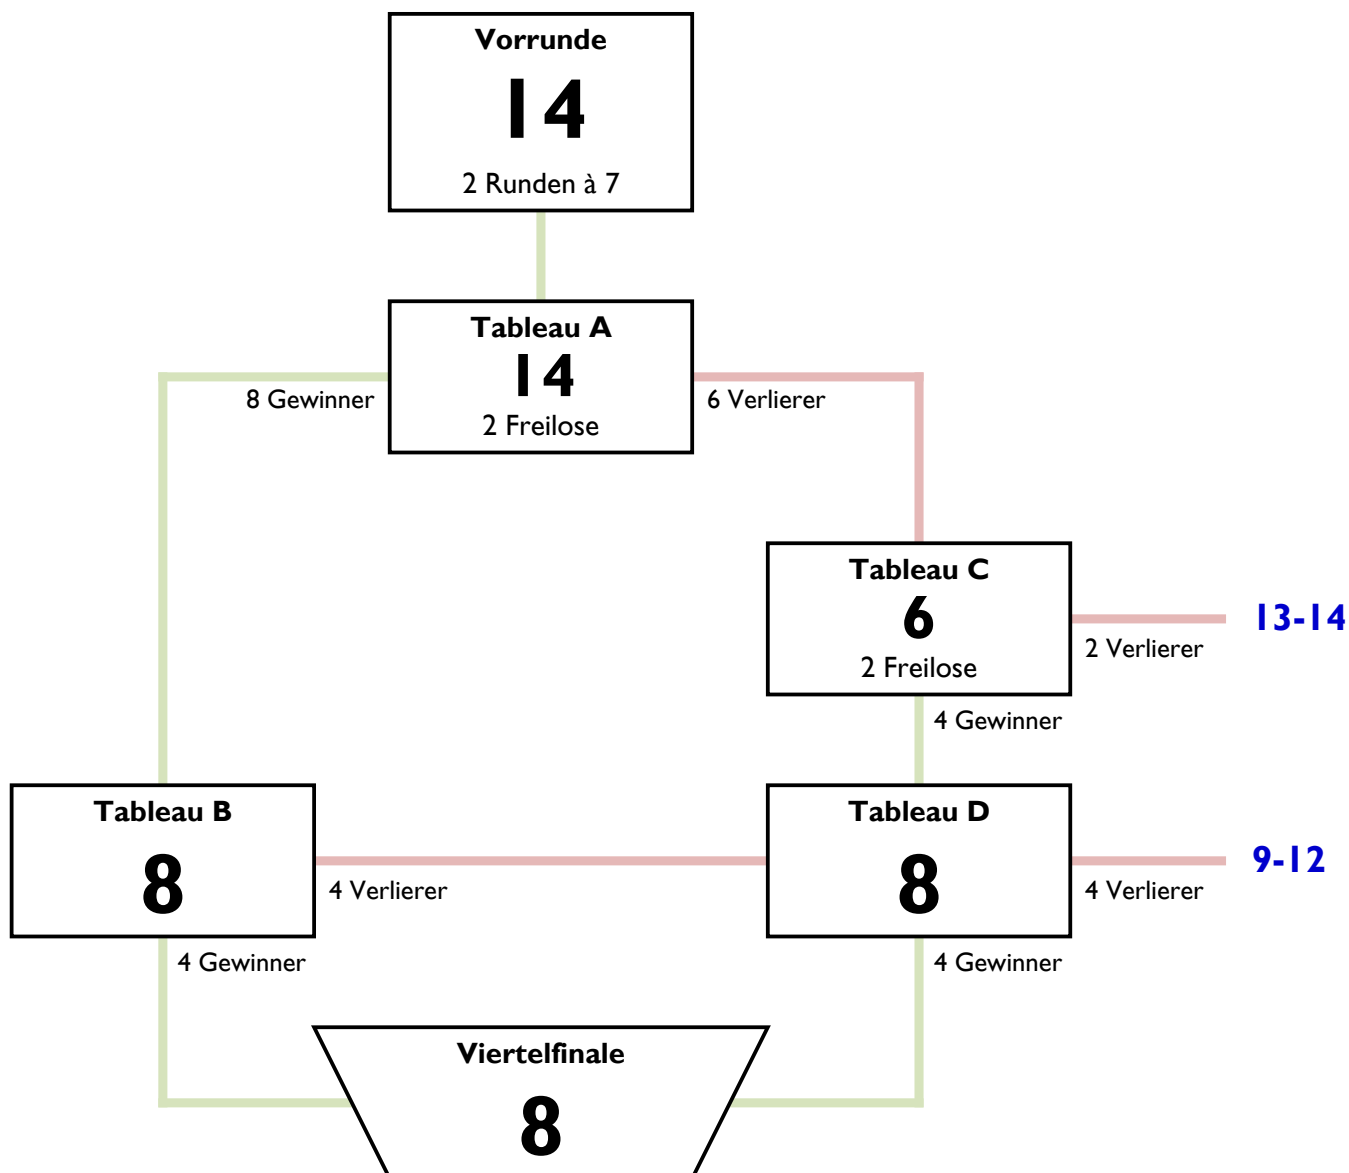 Vorrunde
14
2 Runden à 7
Tableau A
14
2 Freilose
8 Gewinner
6 Verlierer
Tableau C
6
2 Freilose
2 Verlierer
13-14
4 Gewinner
Tableau B
8
4 Verlierer
4 Gewinner
Tableau D
8
4 Verlierer
9-12
4 Gewinner
Viertelfinale
8